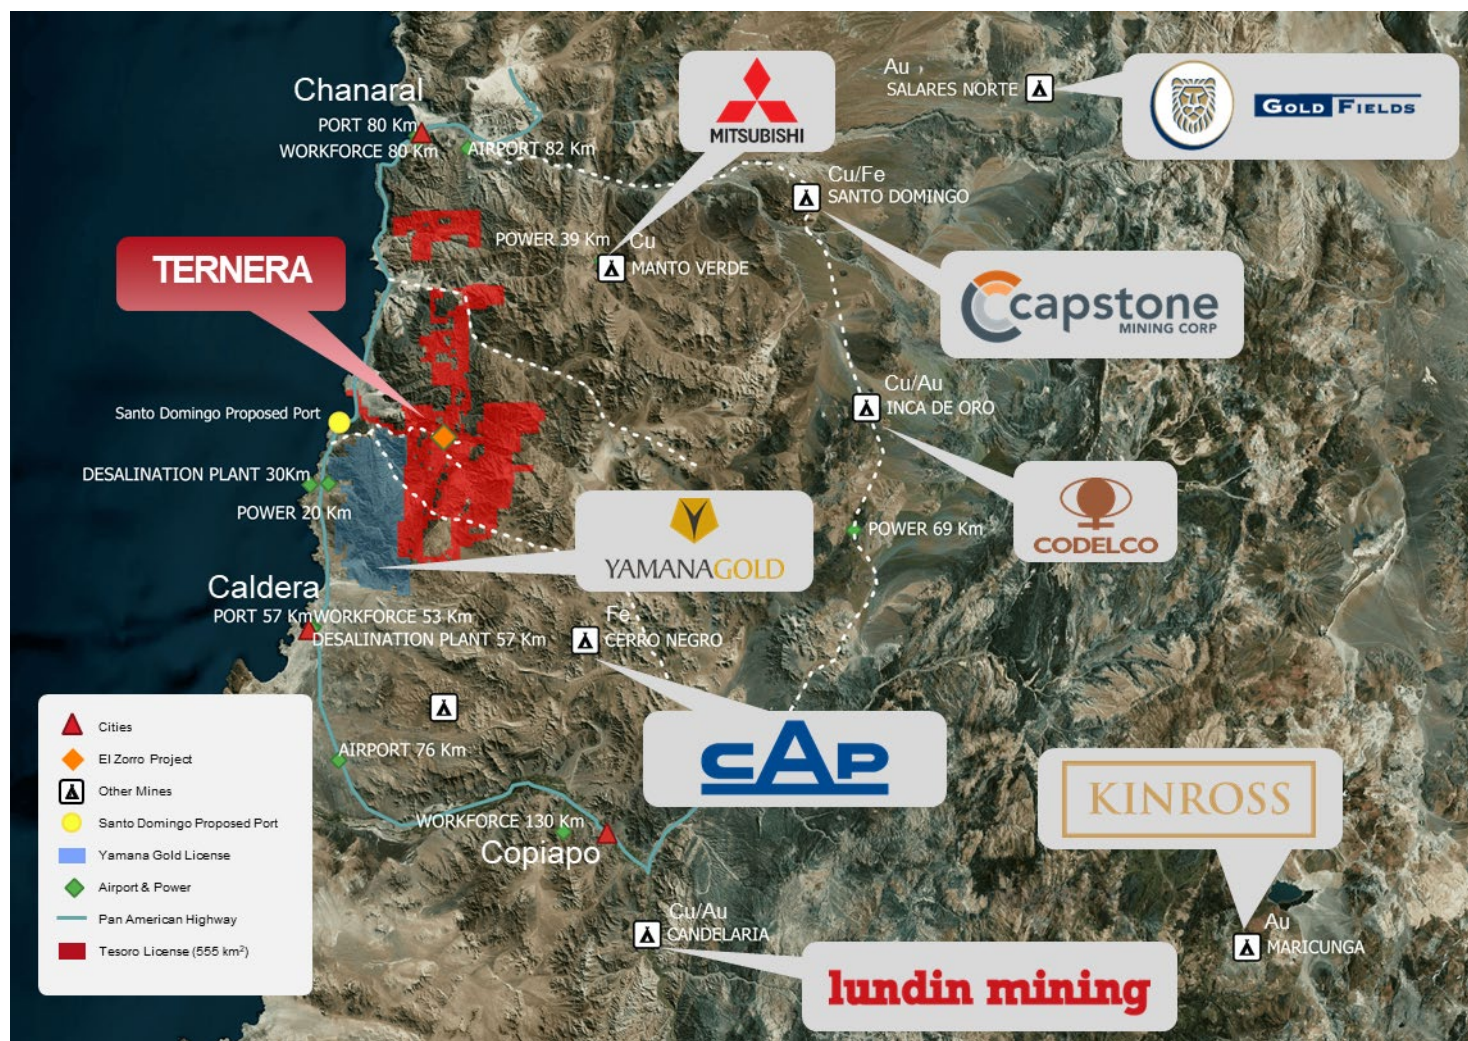 Chanaral
PORT 80 Km
WORKFORCE 80 Km
AIRPORT 82 Km
MITSUBISHI
Au
SALARES NORTE
GOLD FIELDS
Cu/Fe
SANTO DOMINGO
POWER 39 Km
Cu
MANTO VERDE
TERNERA
capstone
MINING CORP
Cu/Au
INCA DE ORO
Santo Domingo Proposed Port
DESALINATION PLANT 30Km
POWER 20 Km
CODELCO
YAMANAGOLD
POWER 69 Km
Caldera
PORT 57 Km
WORKFORCE 53 Km
DESALINATION PLANT 57 Km
Fe
CERRO NEGRO
AIRPORT 76 Km
CAP
KINROSS
WORKFORCE 130 Km
Copiapo
Cu/Au
CANDELARIA
Au
MARICUNGA
lundin mining
Cities
El Zorro Project
Other Mines
Santo Domingo Proposed Port
Yamana Gold License
Airport & Power
Pan American Highway
Tesoro License (555 km²)